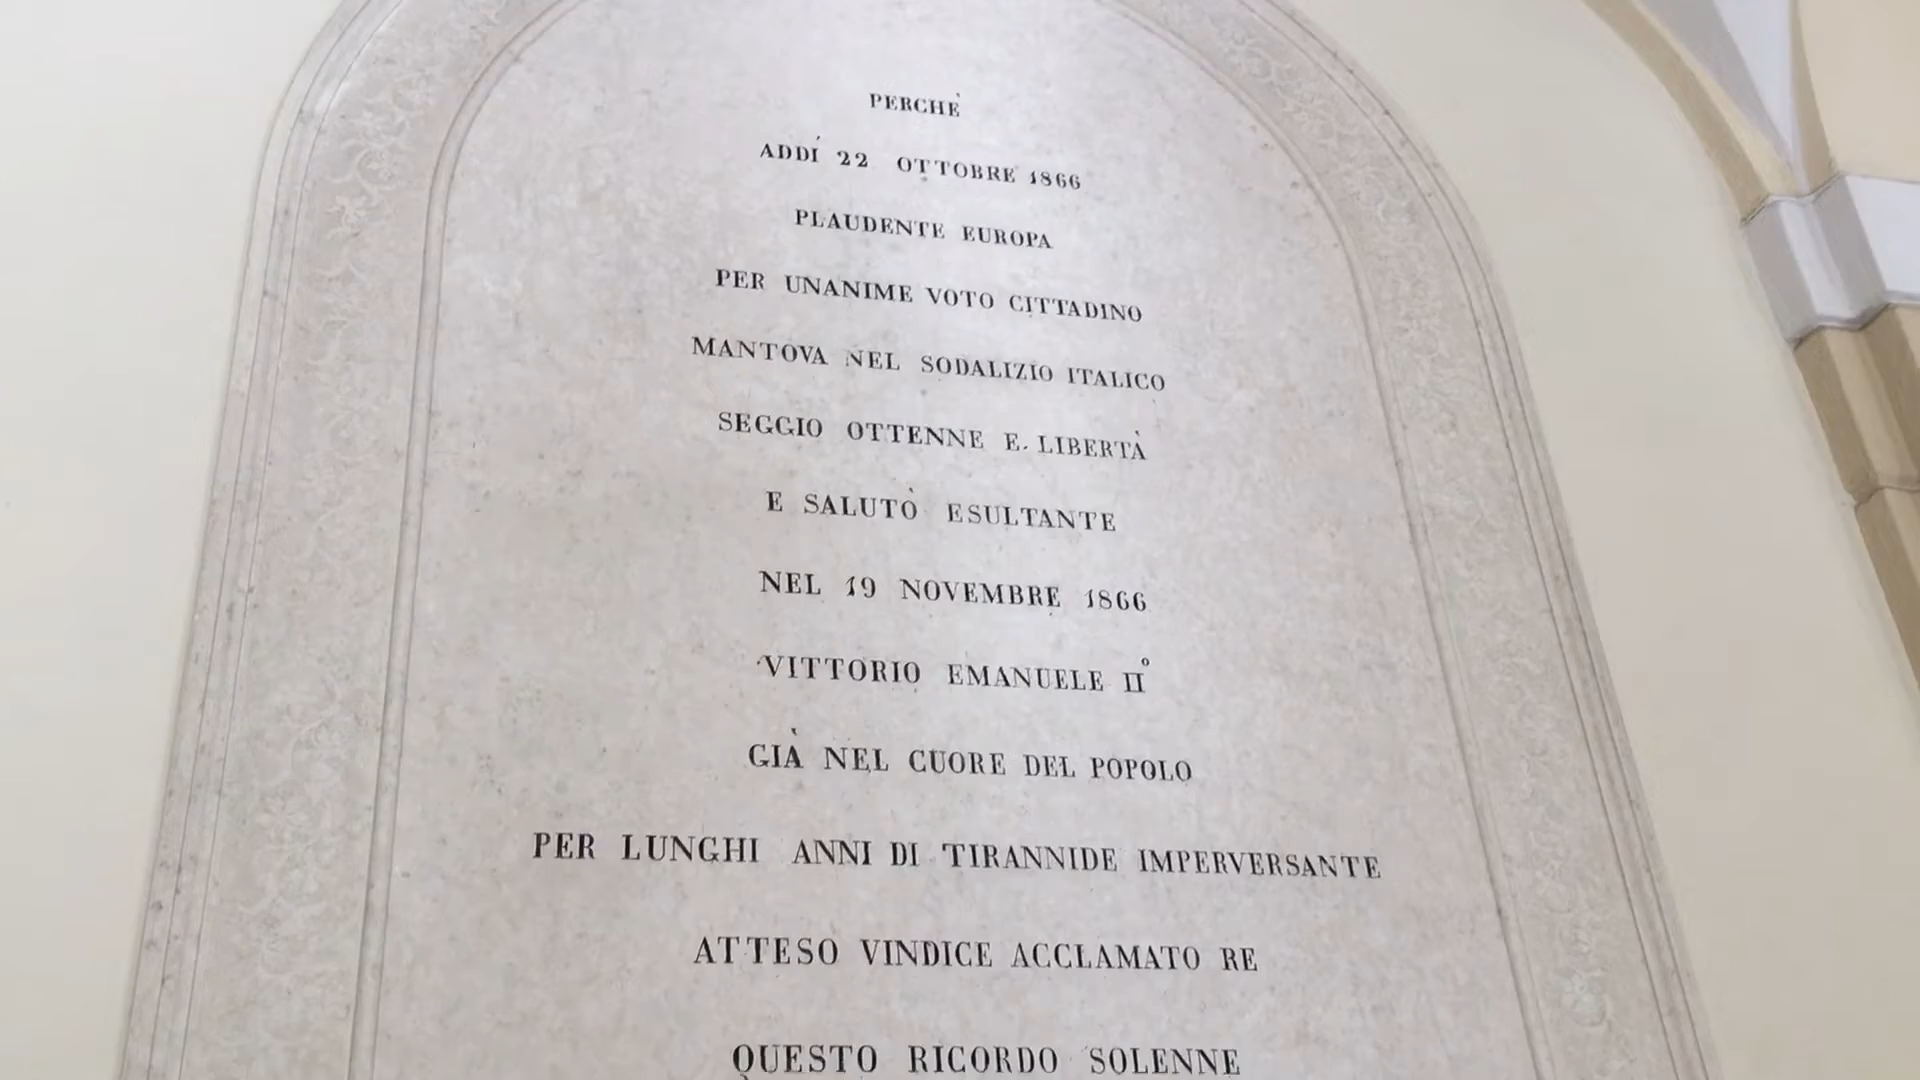 PERCHÈ
ADDÍ 22 OTTOBRE 1866
PLAUDENTE EUROPA
PER UNANIME VOTO CITTADINO
MANTOVA NEL SODALIZIO ITALICO
SEGGIO OTTENNE E. LIBERTÀ
E SALUTÒ ESULTANTE
NEL 19 NOVEMBRE 1866
VITTORIO EMANUELE II°
GIÀ NEL CUORE DEL POPOLO
PER LUNGHI ANNI DI TIRANNIDE IMPERVERSANTE
ATTESO VINDICE ACCLAMATO RE
QUESTO RICORDO SOLENNE